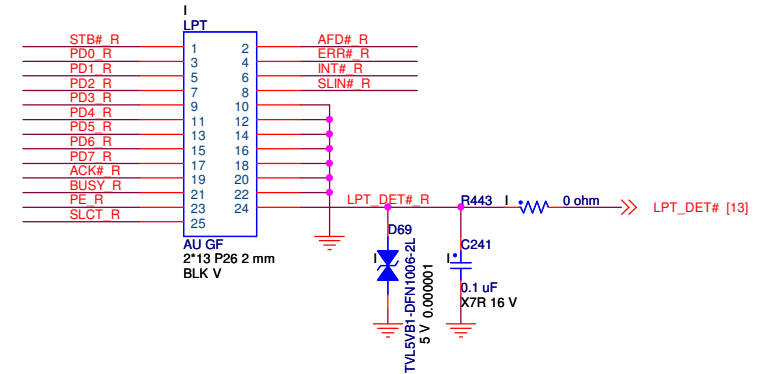 I
LPT
STB#_R 1 2 AFD#_R
PD0_R 3 4 ERR#_R
PD1_R 5 6 INT#_R
PD2_R 7 8 SLIN#_R
PD3_R 9 10
PD4_R 11 12
PD5_R 13 14
PD6_R 15 16
PD7_R 17 18
ACK#_R 19 20
BUSY_R 21 22
PE_R 23 24 LPT_DET#_R R443 I 0 ohm LPT_DET# [13]
SLCT_R 25
AU GF
2*13 P26 2 mm
BLK V
D69
I
TVL5VB1-DFN1006-2L
5 V 0.000001
C241
I
0.1 uF
X7R 16 V